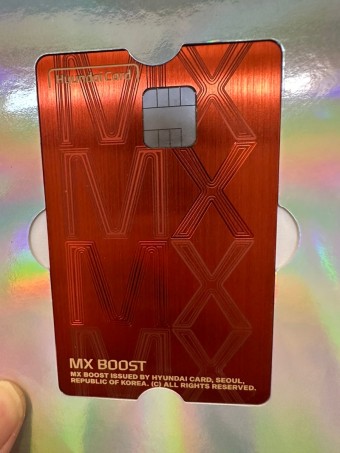 Hyundai Card
MX
MX
MX
MX
MX BOOST
MX BOOST ISSUED BY HYUNDAI CARD, SEOUL,
REPUBLIC OF KOREA. (C) ALL RIGHTS RESERVED.